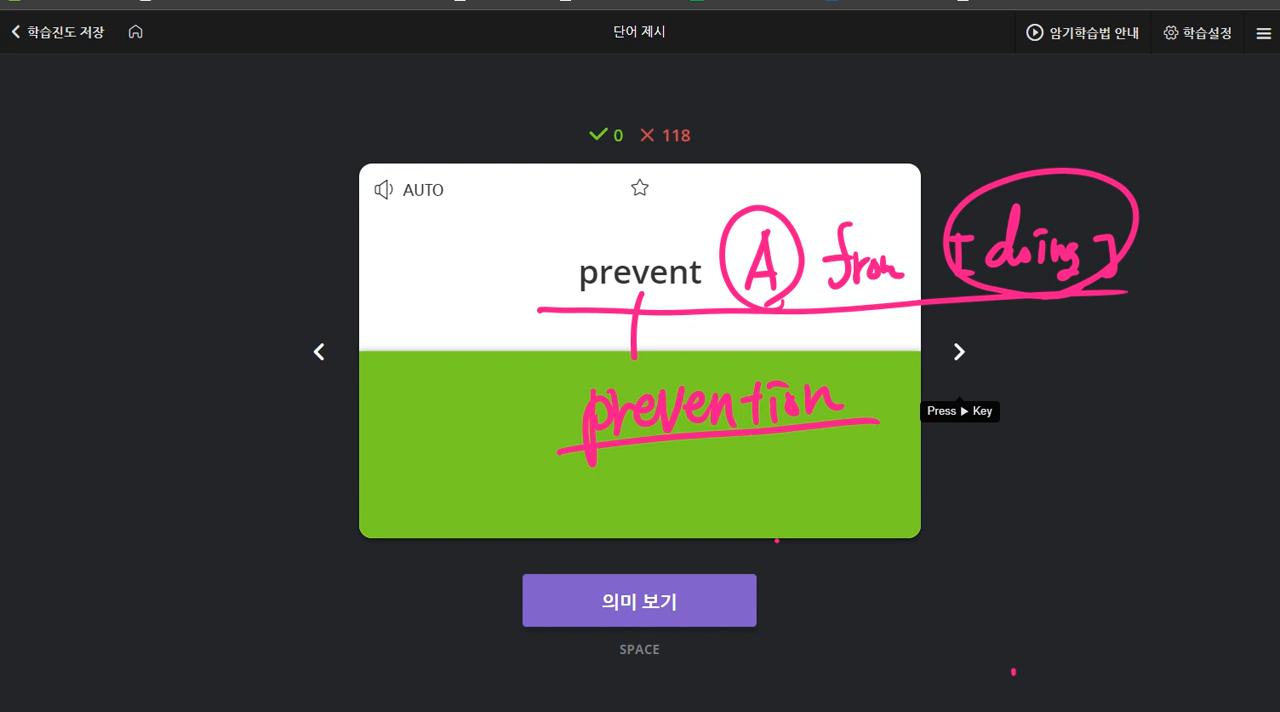 학습진도 저장
단어 제시
암기학습법 안내
학습설정
0 118
AUTO
prevent A from [doing]
prevention
Press ▶ Key
의미 보기
SPACE